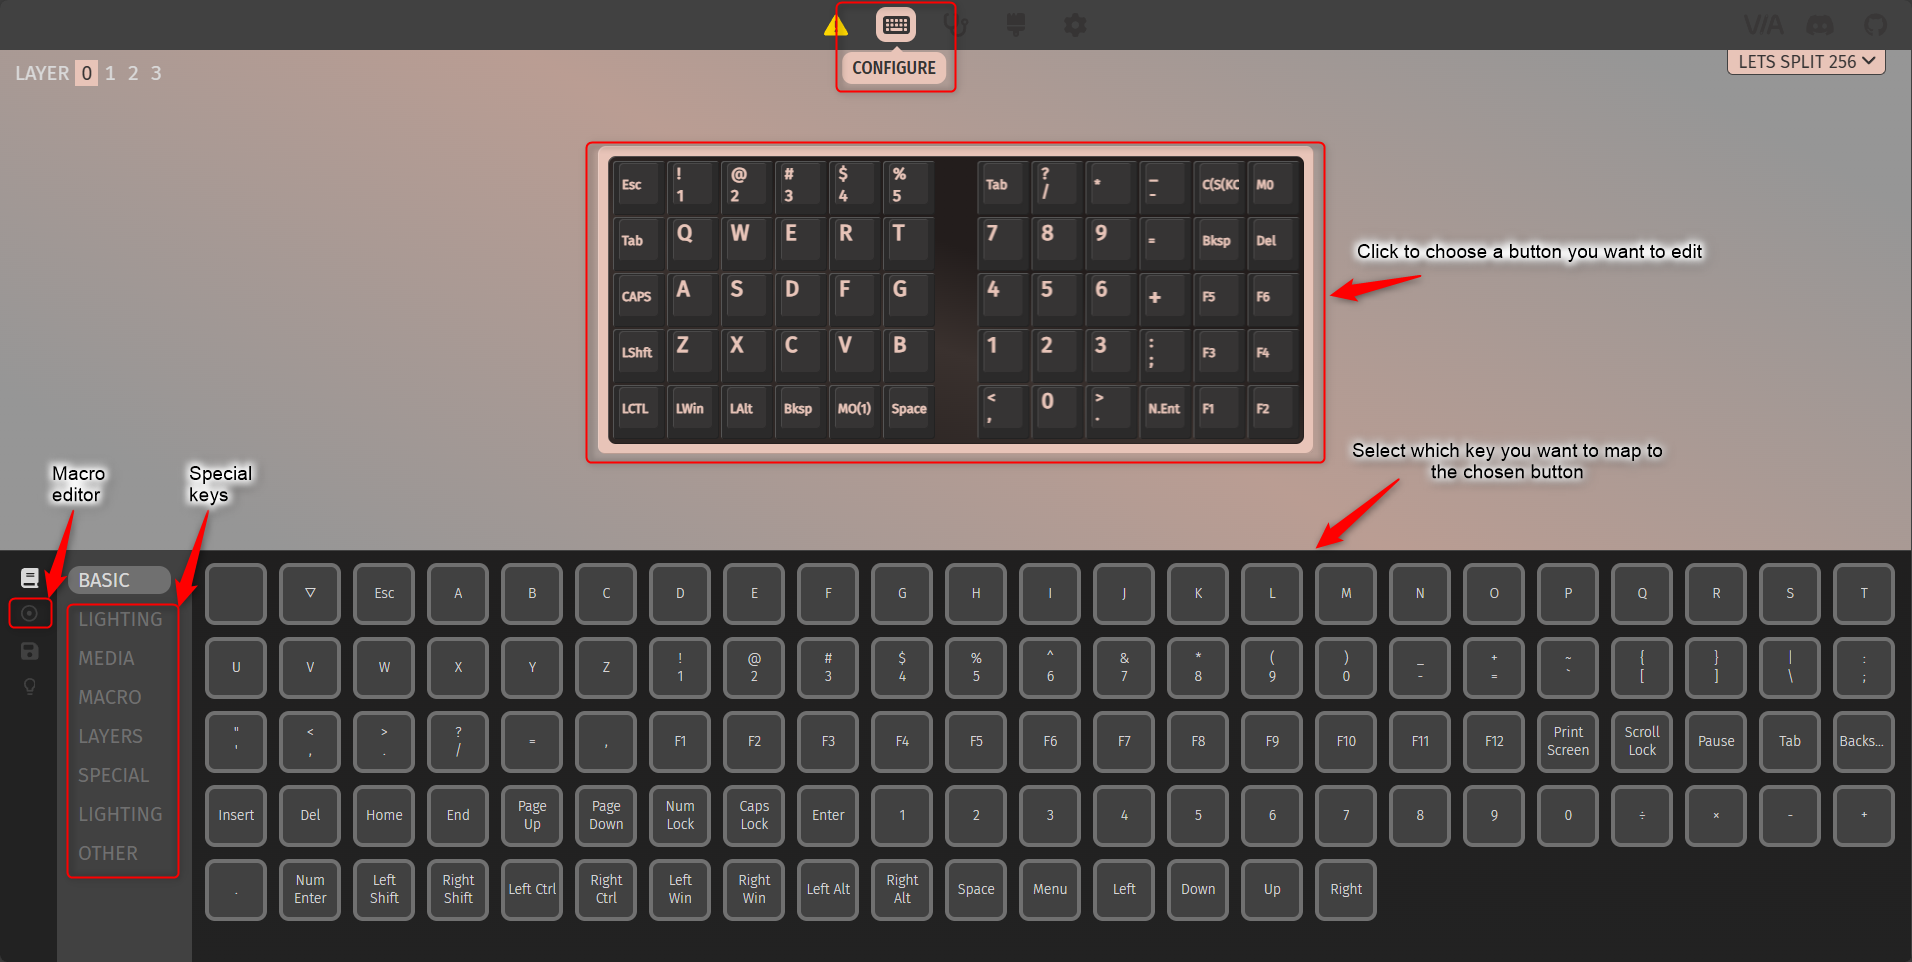 CONFIGURE
VIA
LAYER 0 1 2 3
LETS SPLIT 256
Esc ! 1 @ 2 # 3 $ 4 % 5 Tab ? / * _ - C(S(KC M0
Tab Q W E R T 7 8 9 = Bksp Del
CAPS A S D F G 4 5 6 + F5 F6
LShft Z X C V B 1 2 3 : ; F3 F4
LCTL LWin LAlt Bksp MO(1) Space < , 0 > . N.Ent F1 F2
Click to choose a button you want to edit
Select which key you want to map to
the chosen button
Macro
editor
Special
keys
BASIC
LIGHTING
MEDIA
MACRO
LAYERS
SPECIAL
LIGHTING
OTHER
▽ Esc A B C D E F G H I J K L M N O P Q R S T
U V W X Y Z ! 1 @ 2 # 3 $ 4 % 5 ^ 6 & 7 * 8 ( 9 ) 0 _ - + = ~ ` { [ } ] | \ : ;
" ' < , > . ? / = , F1 F2 F3 F4 F5 F6 F7 F8 F9 F10 F11 F12 Print Screen Scroll Lock Pause Tab Backs...
Insert Del Home End Page Up Page Down Num Lock Caps Lock Enter 1 2 3 4 5 6 7 8 9 0 ÷ × - +
. Num Enter Left Shift Right Shift Left Ctrl Right Ctrl Left Win Right Win Left Alt Right Alt Space Menu Left Down Up Right